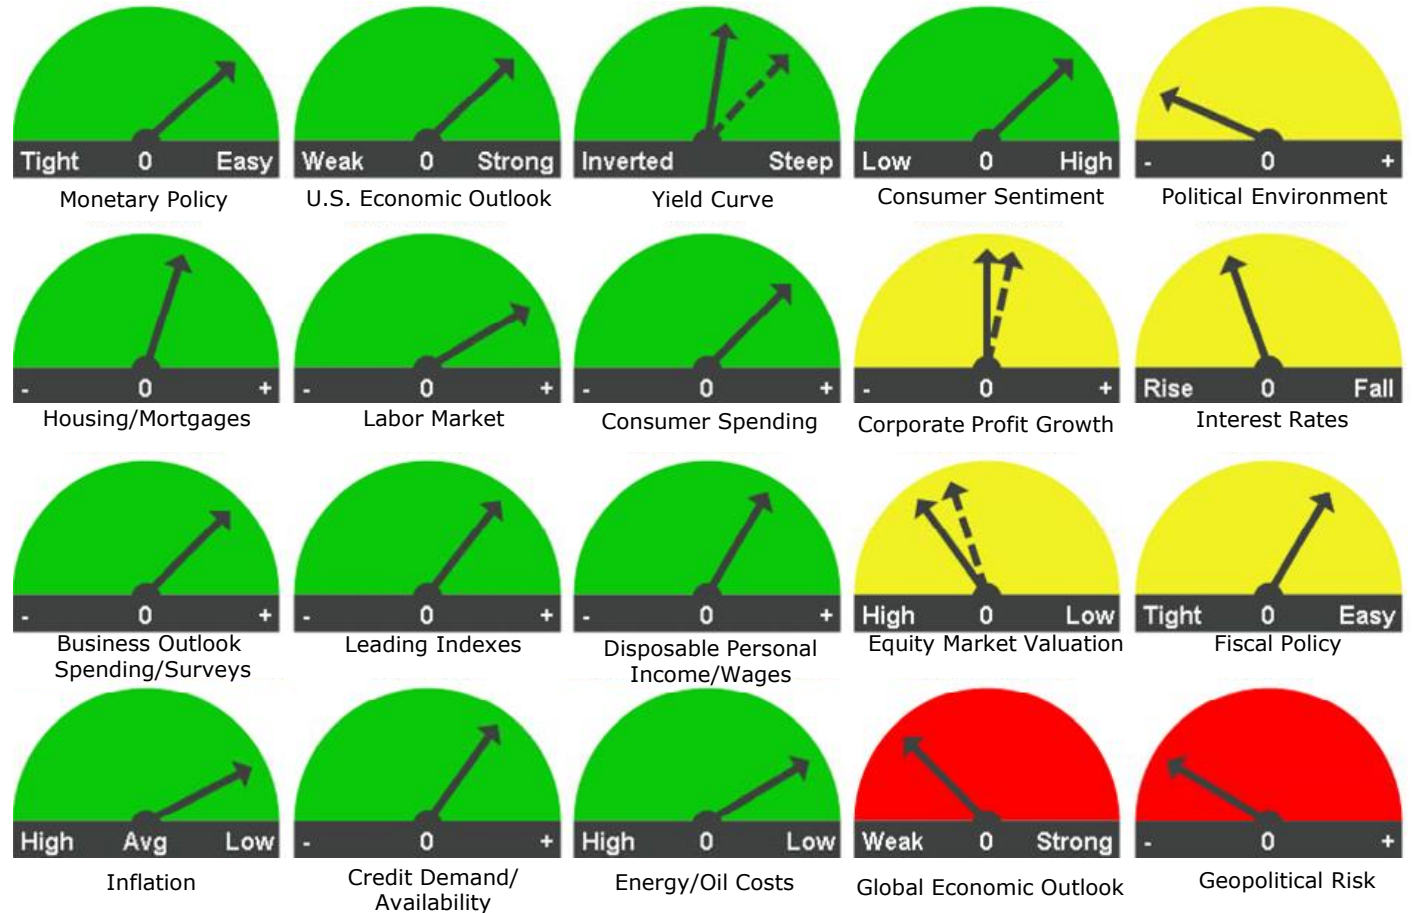 Tight 0 Easy
Monetary Policy
Weak 0 Strong
U.S. Economic Outlook
Inverted Steep
Yield Curve
Low 0 High
Consumer Sentiment
- 0 +
Political Environment
- 0 +
Housing/Mortgages
- 0 +
Labor Market
- 0 +
Consumer Spending
- 0 +
Corporate Profit Growth
Rise 0 Fall
Interest Rates
- 0 +
Business Outlook
Spending/Surveys
- 0 +
Leading Indexes
- 0 +
Disposable Personal
Income/Wages
High 0 Low
Equity Market Valuation
Tight 0 Easy
Fiscal Policy
High Avg Low
Inflation
- 0 +
Credit Demand/
Availability
High 0 Low
Energy/Oil Costs
Weak 0 Strong
Global Economic Outlook
- 0 +
Geopolitical Risk